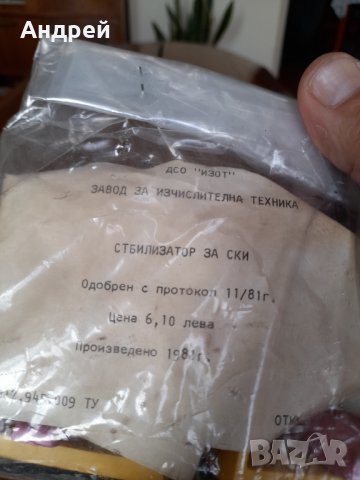 Андрей
ДСО "ИЗОТ"
ЗАВОД ЗА ИЗЧИСЛИТЕЛНА ТЕХНИКА
СТБИЛИЗАТОР ЗА СКИ
Одобрен с протокол 11/81г.
Цена 6,10 лева
Произведено 1981г.
ТУ
BAZAR